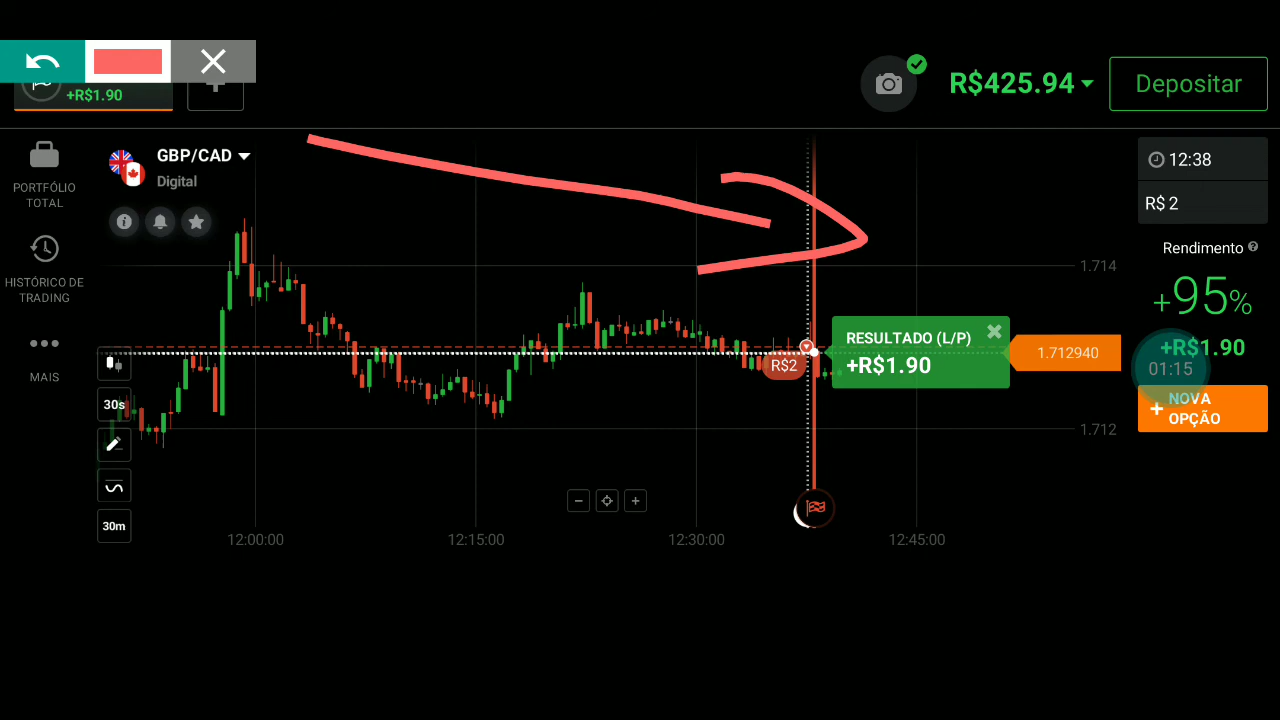 +R$1.90
R$425.94
Depositar
PORTFÓLIO
TOTAL
HISTÓRICO DE
TRADING
MAIS
GBP/CAD
Digital
30s
30m
1.714
1.712
R$2
RESULTADO (L/P)
+R$1.90
1.712940
12:00:00
12:15:00
12:30:00
12:45:00
12:38
R$ 2
Rendimento ?
+95%
+R$1.90
01:15
+ NOVA
OPÇÃO